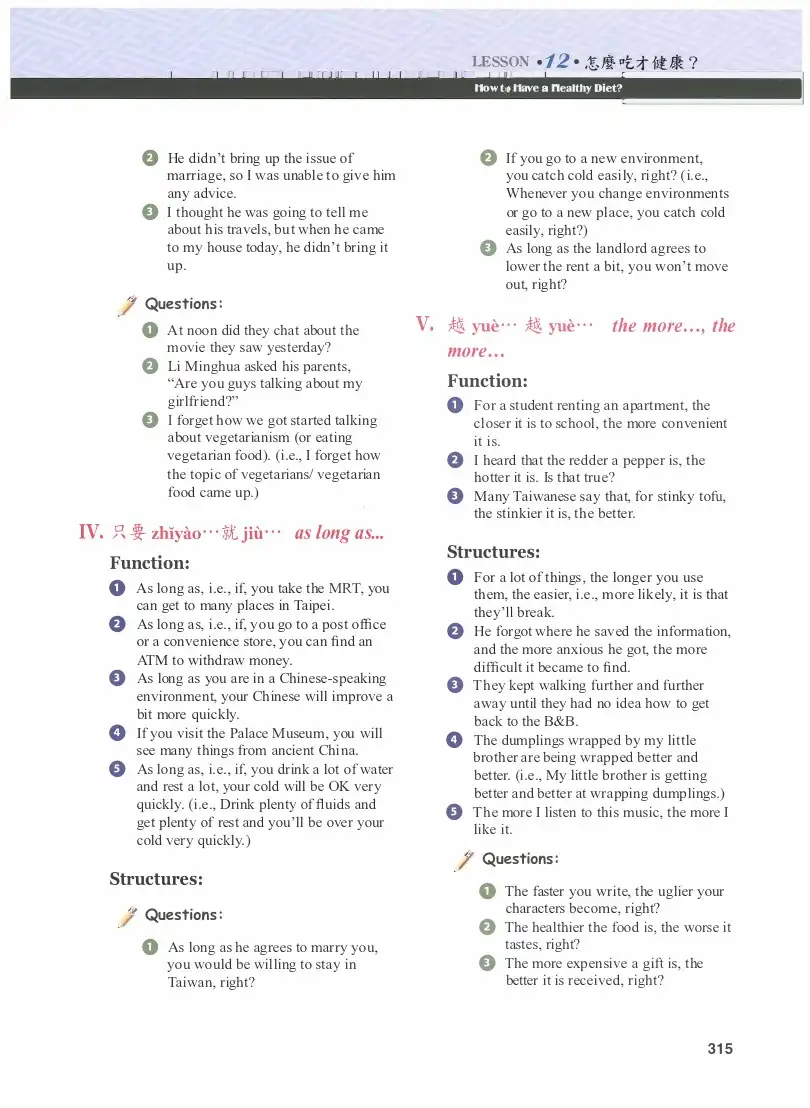 LESSON •12• 怎麼吃才健康？
How to Have a Healthy Diet?
2 He didn't bring up the issue of
marriage, so I was unable to give him
any advice.
3 I thought he was going to tell me
about his travels, but when he came
to my house today, he didn't bring it
up.
Questions:
1 At noon did they chat about the
movie they saw yesterday?
2 Li Minghua asked his parents,
"Are you guys talking about my
girlfriend?"
3 I forget how we got started talking
about vegetarianism (or eating
vegetarian food). (i.e., I forget how
the topic of vegetarians/ vegetarian
food came up.)
IV. 只要 zhǐyào…就 jiù… as long as...
Function:
1 As long as, i.e., if, you take the MRT, you
can get to many places in Taipei.
2 As long as, i.e., if, you go to a post office
or a convenience store, you can find an
ATM to withdraw money.
3 As long as you are in a Chinese-speaking
environment, your Chinese will improve a
bit more quickly.
4 If you visit the Palace Museum, you will
see many things from ancient China.
5 As long as, i.e., if, you drink a lot of water
and rest a lot, your cold will be OK very
quickly. (i.e., Drink plenty of fluids and
get plenty of rest and you'll be over your
cold very quickly.)
Structures:
Questions:
1 As long as he agrees to marry you,
you would be willing to stay in
Taiwan, right?
2 If you go to a new environment,
you catch cold easily, right? (i.e.,
Whenever you change environments
or go to a new place, you catch cold
easily, right?)
3 As long as the landlord agrees to
lower the rent a bit, you won't move
out, right?
V. 越 yuè… 越 yuè… the more…, the
more…
Function:
1 For a student renting an apartment, the
closer it is to school, the more convenient
it is.
2 I heard that the redder a pepper is, the
hotter it is. Is that true?
3 Many Taiwanese say that, for stinky tofu,
the stinkier it is, the better.
Structures:
1 For a lot of things, the longer you use
them, the easier, i.e., more likely, it is that
they'll break.
2 He forgot where he saved the information,
and the more anxious he got, the more
difficult it became to find.
3 They kept walking further and further
away until they had no idea how to get
back to the B&B.
4 The dumplings wrapped by my little
brother are being wrapped better and
better. (i.e., My little brother is getting
better and better at wrapping dumplings.)
5 The more I listen to this music, the more I
like it.
Questions:
1 The faster you write, the uglier your
characters become, right?
2 The healthier the food is, the worse it
tastes, right?
3 The more expensive a gift is, the
better it is received, right?
315